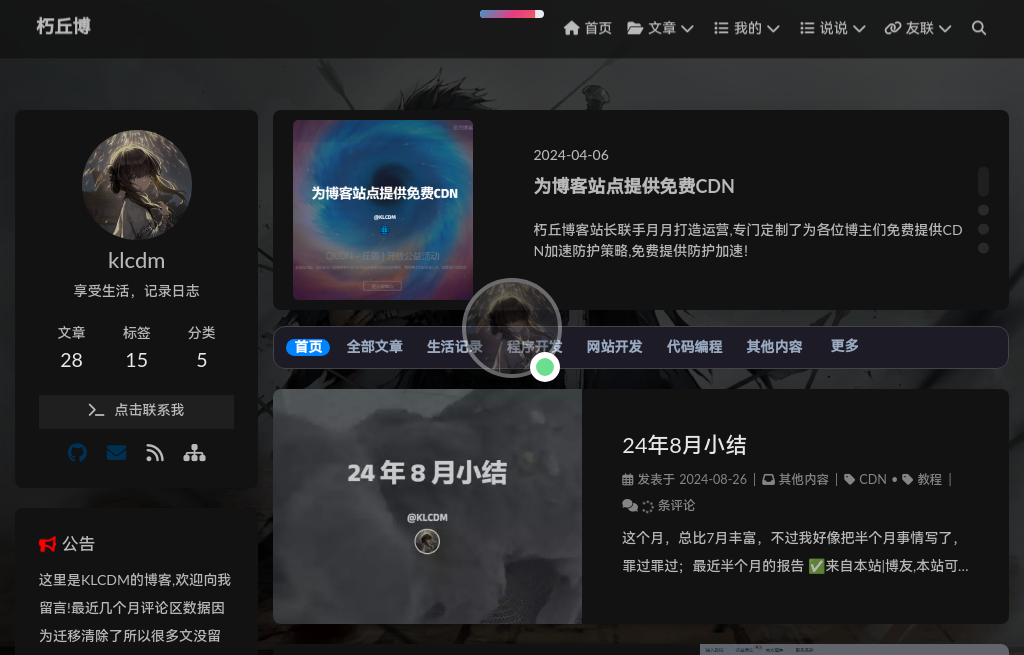 朽丘博
首页 文章 我的 说说 友联
klcdm
享受生活，记录日志
文章 标签 分类
28 15 5
点击联系我
公告
这里是KLCDM的博客,欢迎向我
留言!最近几个月评论区数据因
为迁移清除了所以很多文没留
为博客站点提供免费CDN
@KLCDM
2024-04-06
为博客站点提供免费CDN
朽丘博客站长联手月月打造运营,专门定制了为各位博主们免费提供CD
N加速防护策略,免费提供防护加速!
首页 全部文章 生活记录 程序开发 网站开发 代码编程 其他内容 更多
24 年 8 月小结
@KLCDM
24年8月小结
发表于 2024-08-26 | 其他内容 | CDN • 教程 |
条评论
这个月，总比7月丰富，不过我好像把半个月事情写了，
罪过罪过；最近半个月的报告 ✅来自本站|博友,本站可...